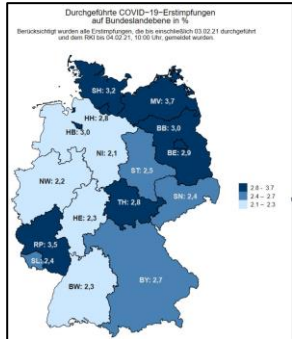 Durchgeführte COVID−19−Erstimpfungen
auf Bundeslandebene in %
Berücksichtigt wurden alle Erstimpfungen, die bis einschließlich 03.02.21 durchgeführt
und dem RKI bis 04.02.21, 10:00 Uhr, gemeldet wurden.
SH: 3,2
MV: 3,7
HH: 2,8
HB: 3,0
BB: 3,0
BE: 2,9
NI: 2,1
ST: 2,5
NW: 2,2
SN: 2,4
TH: 2,8
HE: 2,3
RP: 3,5
SL: 2,4
BY: 2,7
BW: 2,3
2.8 - 3.7
2.4 - 2.7
2.1 - 2.3